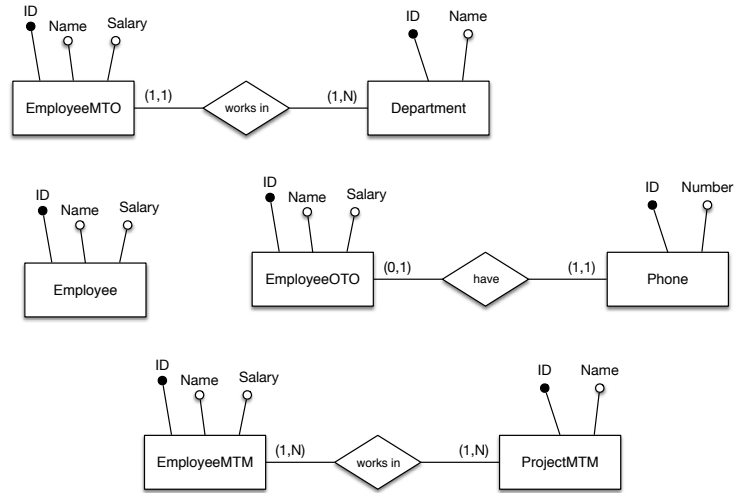 ID
Name
Salary
ID
Name
EmployeeMTO
(1,1)
works in
(1,N)
Department
ID
Name
Salary
Employee
ID
Name
Salary
ID
Number
EmployeeOTO
(0,1)
have
(1,1)
Phone
ID
Name
Salary
ID
Name
EmployeeMTM
(1,N)
works in
(1,N)
ProjectMTM